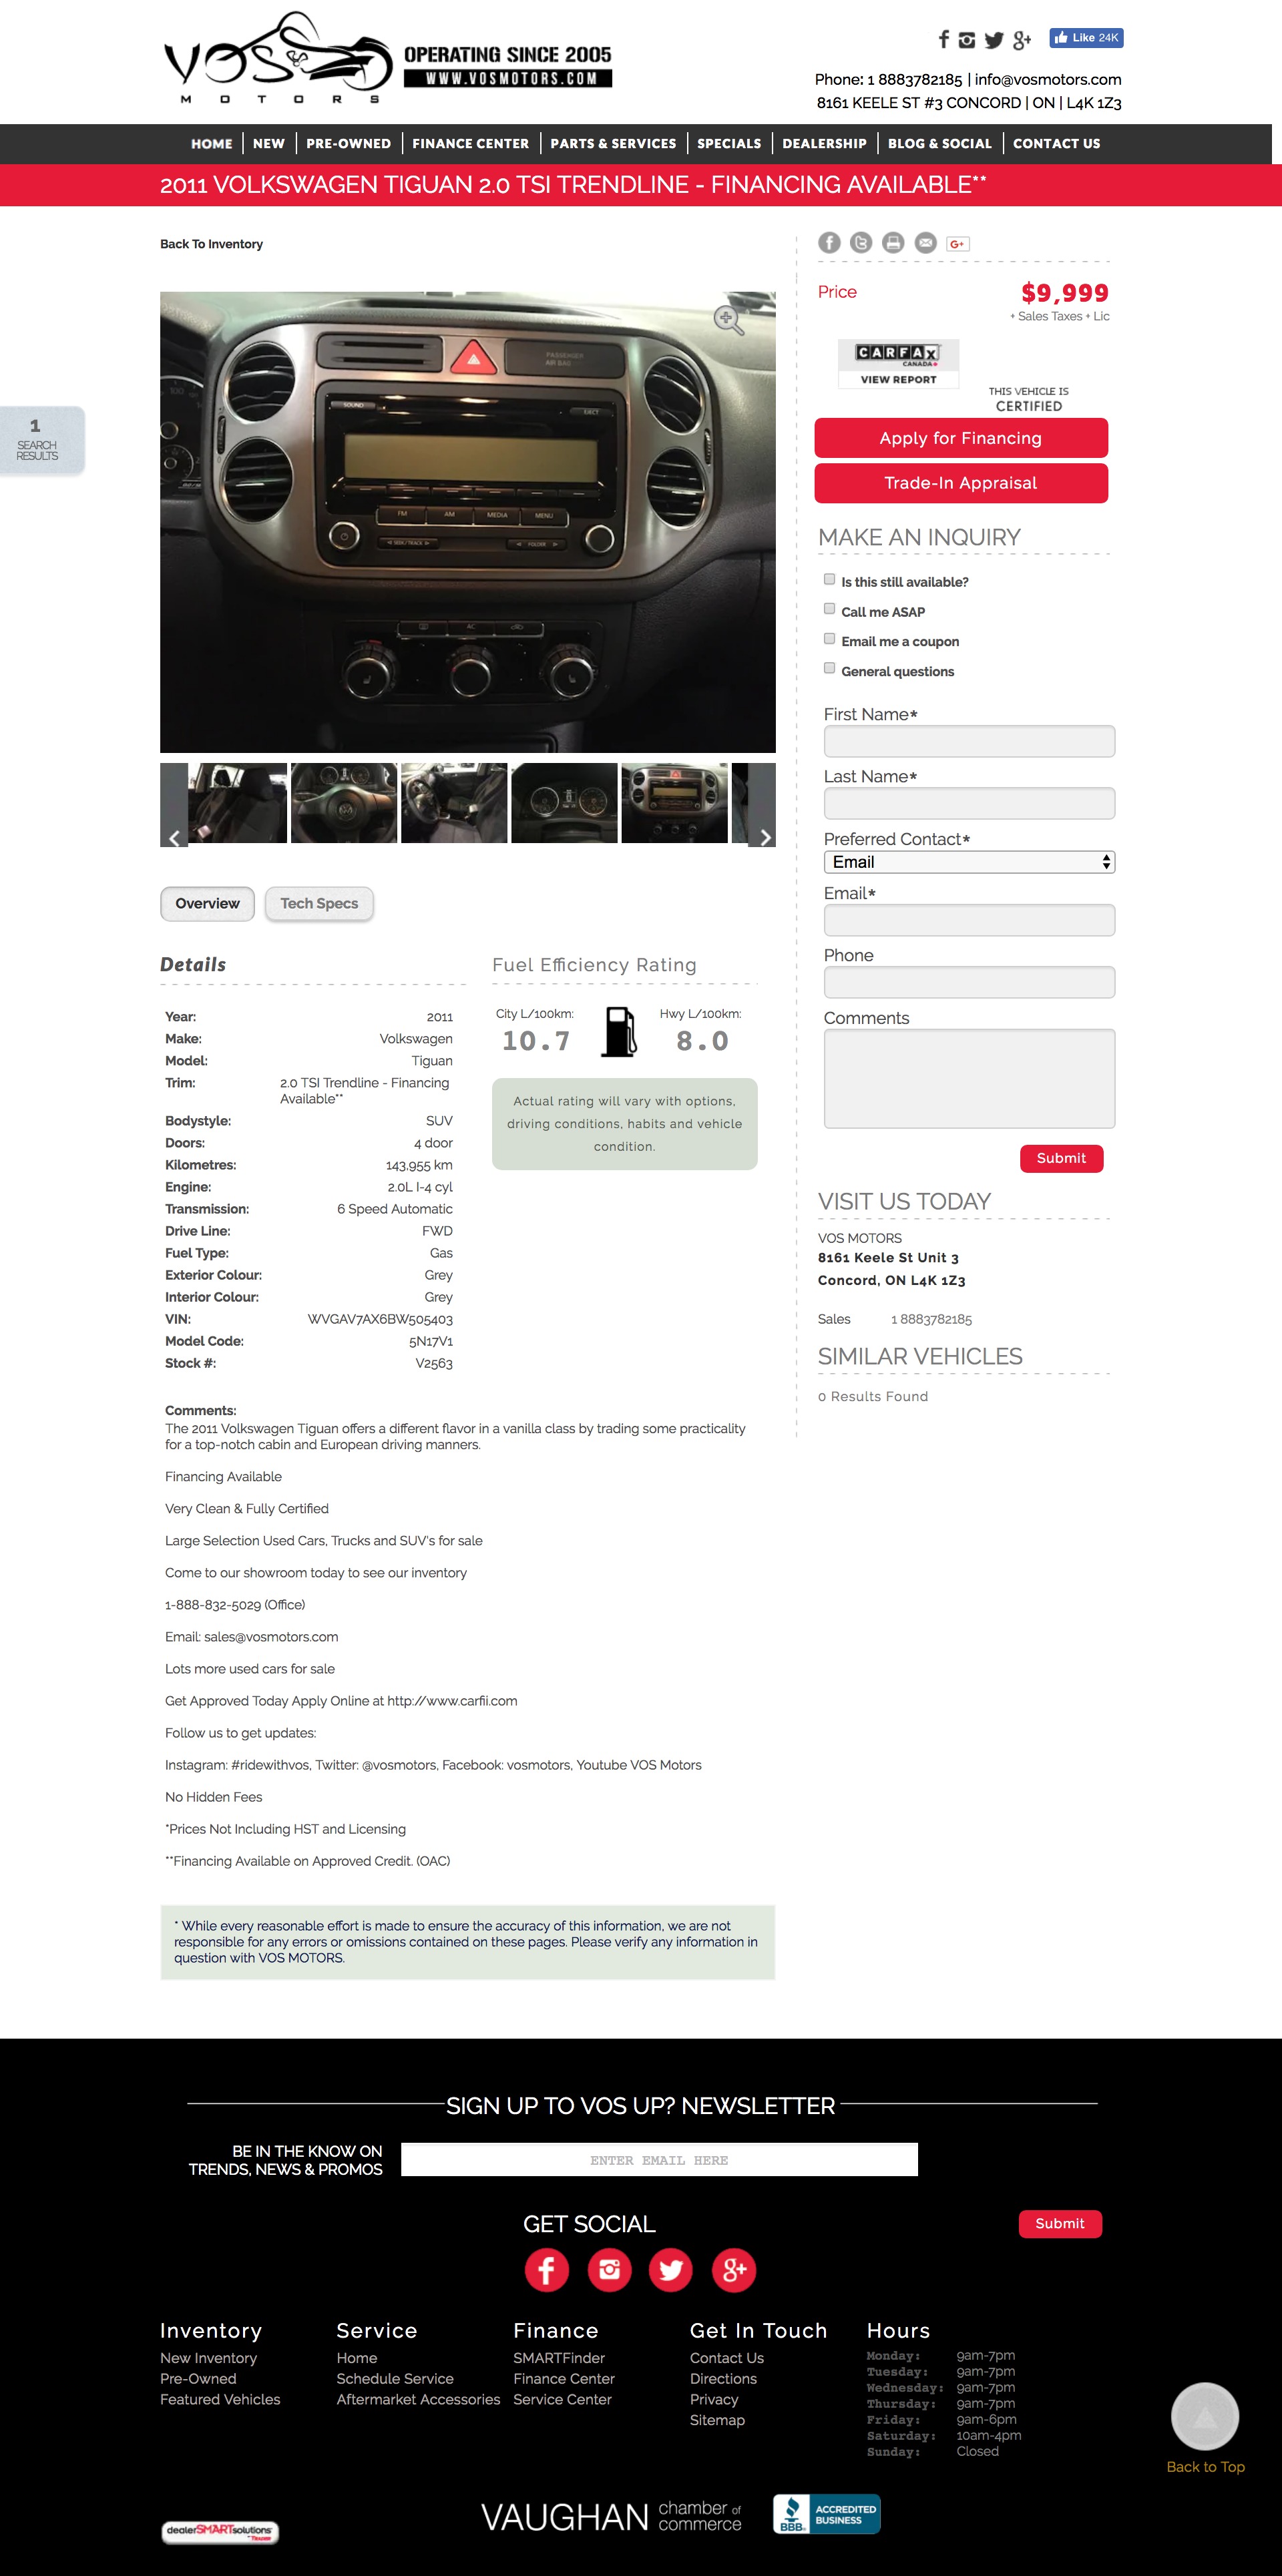 VOS
MOTORS
OPERATING SINCE 2005
WWW.VOSMOTORS.COM
Like 24K
Phone: 1 8883782185 | info@vosmotors.com
8161 KEELE ST #3 CONCORD | ON | L4K 1Z3
HOME NEW PRE-OWNED FINANCE CENTER PARTS & SERVICES SPECIALS DEALERSHIP BLOG & SOCIAL CONTACT US
2011 VOLKSWAGEN TIGUAN 2.0 TSI TRENDLINE - FINANCING AVAILABLE**
Back To Inventory
1
SEARCH
RESULTS
PASSENGER
AIR BAG
SOUND
EJECT
FM AM MEDIA MENU
SEEK/TRACK FOLDER
AC
Overview Tech Specs
Details
Year: 2011
Make: Volkswagen
Model: Tiguan
Trim: 2.0 TSI Trendline - Financing
Available**
Bodystyle: SUV
Doors: 4 door
Kilometres: 143,955 km
Engine: 2.0L I-4 cyl
Transmission: 6 Speed Automatic
Drive Line: FWD
Fuel Type: Gas
Exterior Colour: Grey
Interior Colour: Grey
VIN: WVGAV7AX6BW505403
Model Code: 5N17V1
Stock #: V2563
Fuel Efficiency Rating
City L/100km: Hwy L/100km:
10.7 8.0
Actual rating will vary with options,
driving conditions, habits and vehicle
condition.
Comments:
The 2011 Volkswagen Tiguan offers a different flavor in a vanilla class by trading some practicality
for a top-notch cabin and European driving manners.
Financing Available
Very Clean & Fully Certified
Large Selection Used Cars, Trucks and SUV's for sale
Come to our showroom today to see our inventory
1-888-832-5029 (Office)
Email: sales@vosmotors.com
Lots more used cars for sale
Get Approved Today Apply Online at http://www.carfii.com
Follow us to get updates:
Instagram: #ridewithvos, Twitter: @vosmotors, Facebook: vosmotors, Youtube VOS Motors
No Hidden Fees
*Prices Not Including HST and Licensing
**Financing Available on Approved Credit. (OAC)
* While every reasonable effort is made to ensure the accuracy of this information, we are not
responsible for any errors or omissions contained on these pages. Please verify any information in
question with VOS MOTORS.
G+
Price $9,999
+ Sales Taxes + Lic
CARFAX
CANADA
VIEW REPORT
THIS VEHICLE IS
CERTIFIED
Apply for Financing
Trade-In Appraisal
MAKE AN INQUIRY
Is this still available?
Call me ASAP
Email me a coupon
General questions
First Name*
Last Name*
Preferred Contact*
Email
Email*
Phone
Comments
Submit
VISIT US TODAY
VOS MOTORS
8161 Keele St Unit 3
Concord, ON L4K 1Z3
Sales 1 8883782185
SIMILAR VEHICLES
0 Results Found
SIGN UP TO VOS UP? NEWSLETTER
BE IN THE KNOW ON
TRENDS, NEWS & PROMOS
ENTER EMAIL HERE
GET SOCIAL
Submit
Inventory
New Inventory
Pre-Owned
Featured Vehicles
Service
Home
Schedule Service
Aftermarket Accessories
Finance
SMARTFinder
Finance Center
Service Center
Get In Touch
Contact Us
Directions
Privacy
Sitemap
Hours
Monday: 9am-7pm
Tuesday: 9am-7pm
Wednesday: 9am-7pm
Thursday: 9am-7pm
Friday: 9am-6pm
Saturday: 10am-4pm
Sunday: Closed
Back to Top
dealerSMARTsolutions
VAUGHAN chamber of
commerce
BBB. ACCREDITED
BUSINESS